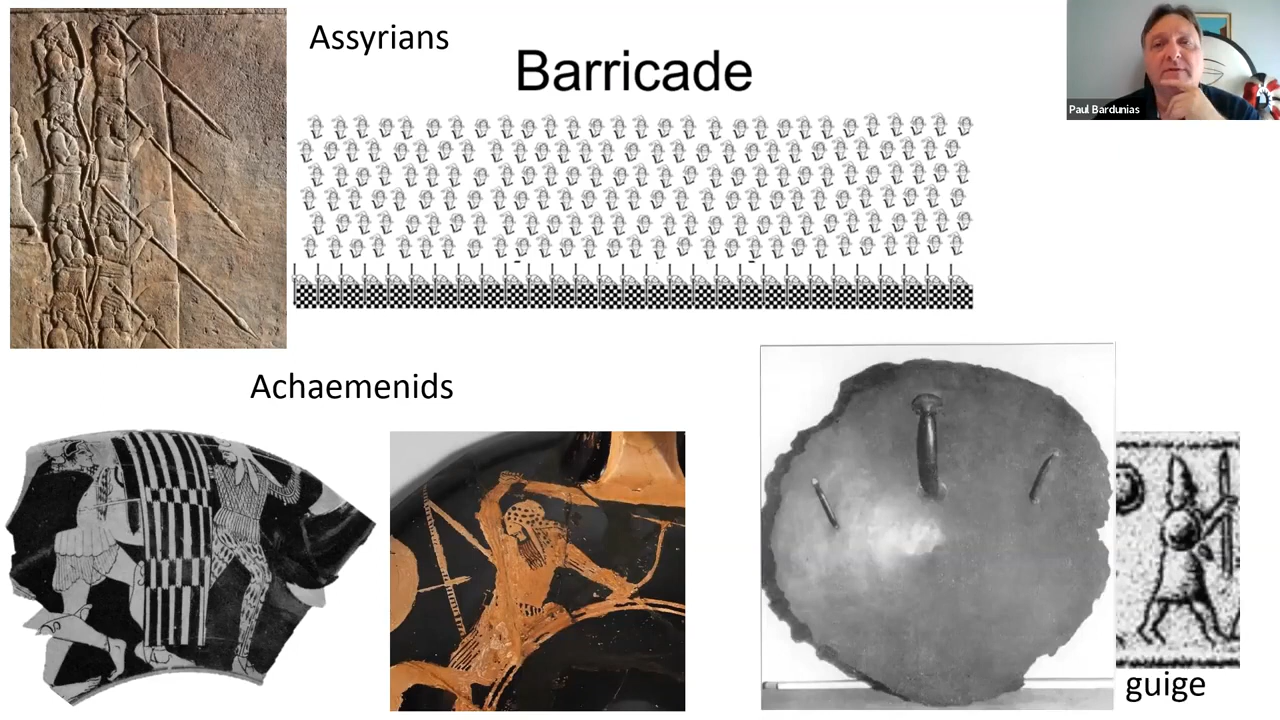 Assyrians
Barricade
Paul Bardunias
Achaemenids
guige